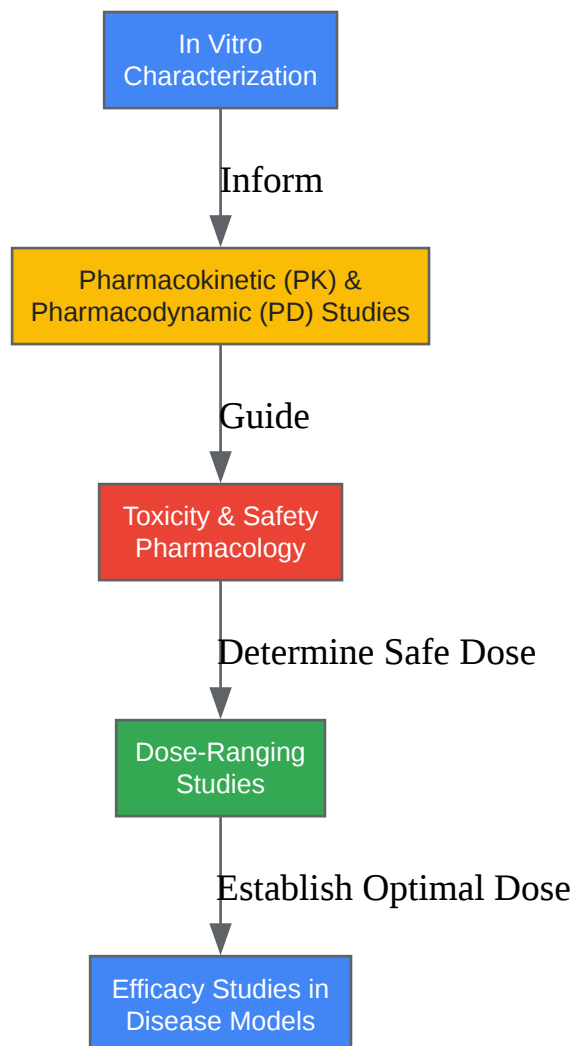 In Vitro
Characterization
Inform
Pharmacokinetic (PK) &
Pharmacodynamic (PD) Studies
Guide
Toxicity & Safety
Pharmacology
Determine Safe Dose
Dose-Ranging
Studies
Establish Optimal Dose
Efficacy Studies in
Disease Models